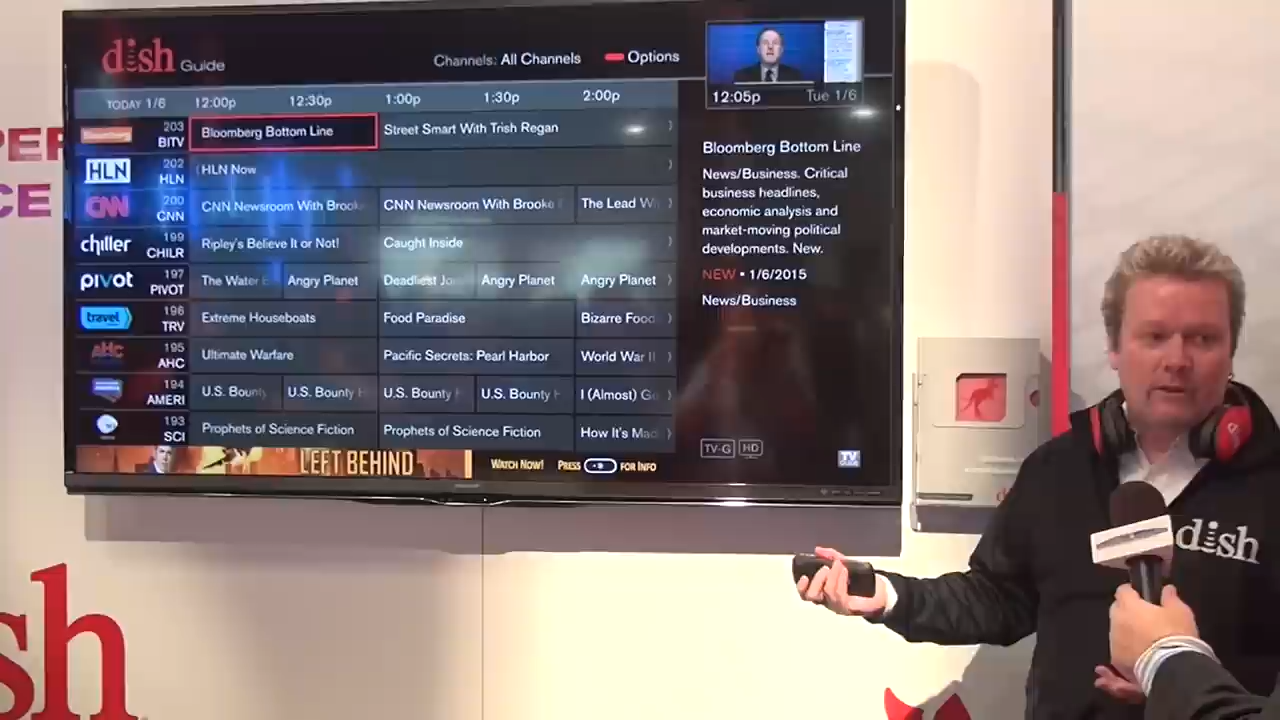 dish Guide
Channels: All Channels
Options
12:05p Tue 1/6
TODAY 1/6 12:00p 12:30p 1:00p 1:30p 2:00p
203 BITV Bloomberg Bottom Line Street Smart With Trish Regan
HLN 202 HLN HLN Now
CNN 200 CNN CNN Newsroom With Brooke CNN Newsroom With Brooke The Lead
chiller 199 CHILR Ripley's Believe It or Not! Caught Inside
pivot 197 PIVOT The Water Angry Planet Deadliest Angry Planet Angry Planet
travel 196 TRV Extreme Houseboats Food Paradise Bizarre Food
AHC 195 AHC Ultimate Warfare Pacific Secrets: Pearl Harbor World War II
194 AMERI U.S. Bounty U.S. Bounty U.S. Bounty U.S. Bounty I (Almost)
193 SCI Prophets of Science Fiction Prophets of Science Fiction How It's
LEFT BEHIND WATCH NOW! PRESS FOR INFO
Bloomberg Bottom Line
News/Business. Critical
business headlines,
economic analysis and
market-moving political
developments. New.
NEW • 1/6/2015
News/Business
TV-G HD
TV GUIDE
PER
CE
sh
dish